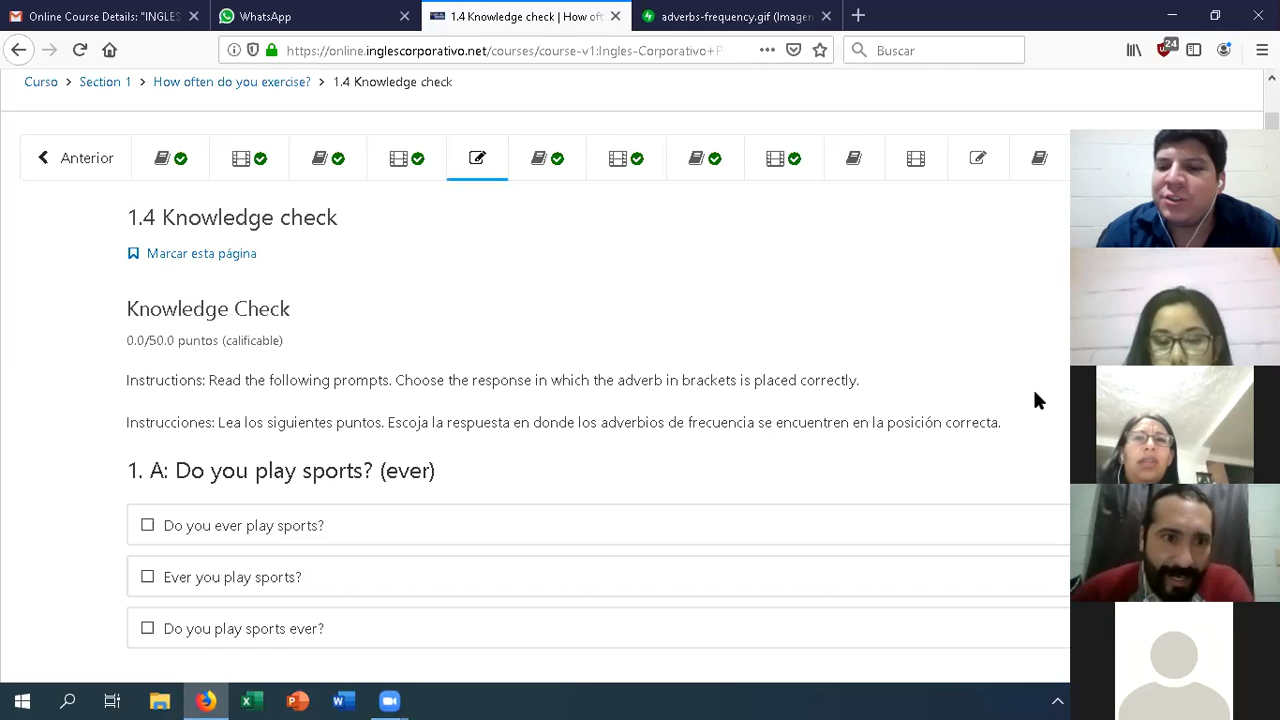 Online Course Details: "INGLES
WhatsApp
1.4 Knowledge check | How oft
adverbs-frequency.gif (Imagen
https://online.inglescorporativo.net/courses/course-v1:Ingles-Corporativo+P
Buscar
24
Curso > Section 1 > How often do you exercise? > 1.4 Knowledge check
Anterior
1.4 Knowledge check
Marcar esta página
Knowledge Check
0.0/50.0 puntos (calificable)
Instructions: Read the following prompts. Choose the response in which the adverb in brackets is placed correctly.
Instrucciones: Lea los siguientes puntos. Escoja la respuesta en donde los adverbios de frecuencia se encuentren en la posición correcta.
1. A: Do you play sports? (ever)
Do you ever play sports?
Ever you play sports?
Do you play sports ever?